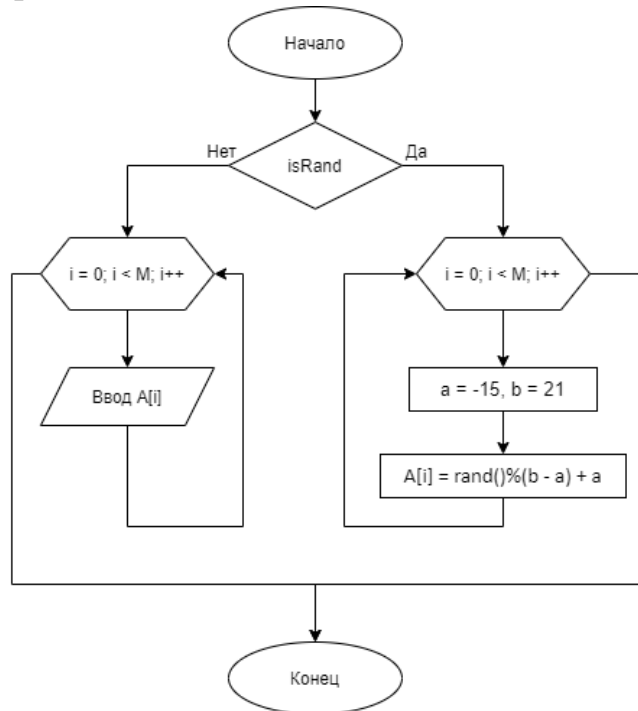 Начало
Нет
isRand
Да
i = 0; i < M; i++
i = 0; i < M; i++
Ввод A[i]
a = -15, b = 21
A[i] = rand()%(b - a) + a
Конец